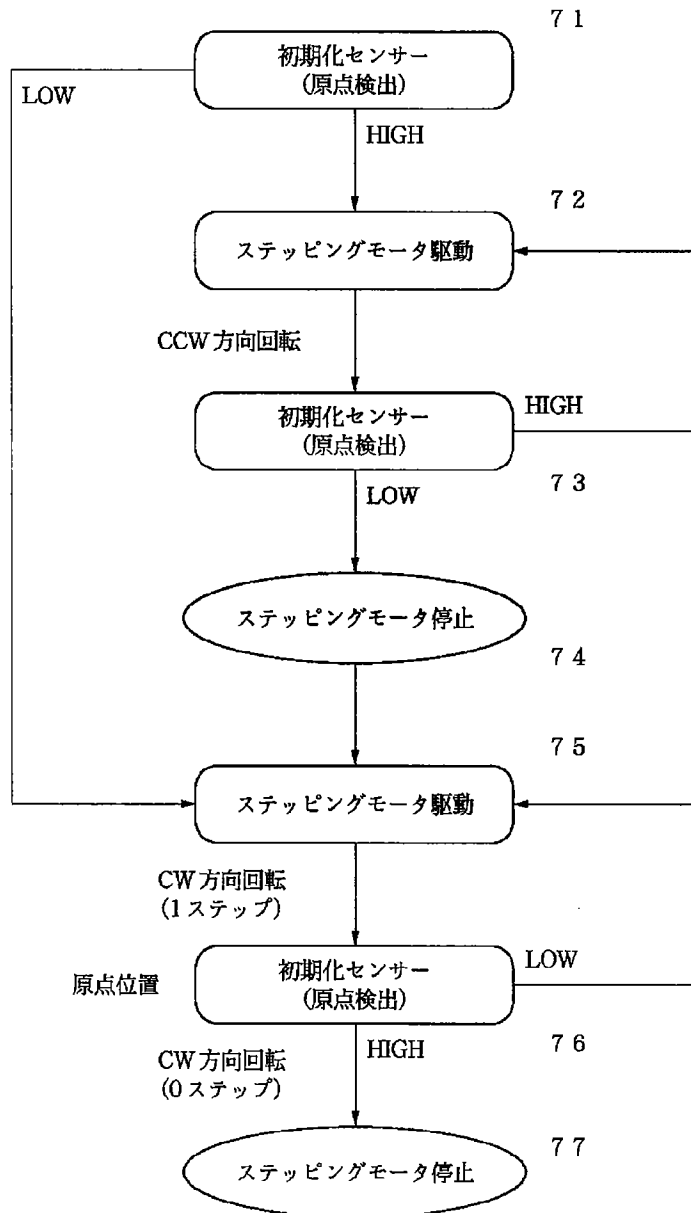 ７１
初期化センサー
(原点検出)
LOW
HIGH
７２
ステッピングモータ駆動
CCW方向回転
初期化センサー
(原点検出)
HIGH
７３
LOW
ステッピングモータ停止
７４
７５
ステッピングモータ駆動
CW方向回転
(1ステップ)
原点位置
初期化センサー
(原点検出)
LOW
７６
CW方向回転
(0ステップ)
HIGH
７７
ステッピングモータ停止